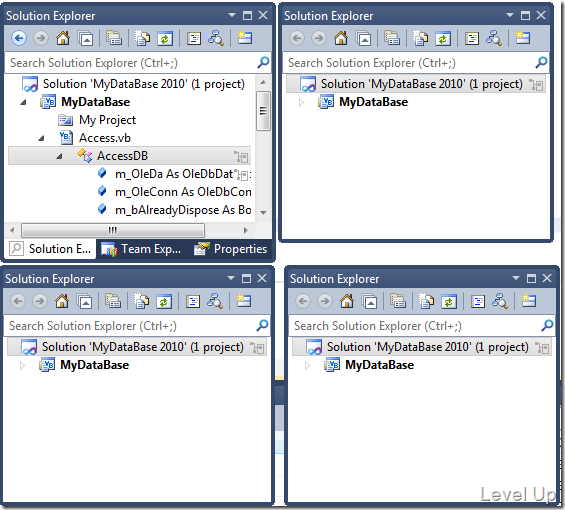 Solution Explorer
Search Solution Explorer (Ctrl+;)
Solution 'MyDataBase 2010' (1 project)
MyDataBase
My Project
Access.vb
AccessDB
m_OleDa As OleDbDat
m_OleConn As OleDbCon
m_bAlreadyDispose As Bo
Solution E... Team Exp... Properties
Solution Explorer
Search Solution Explorer (Ctrl+;)
Solution 'MyDataBase 2010' (1 project)
MyDataBase
Solution Explorer
Search Solution Explorer (Ctrl+;)
Solution 'MyDataBase 2010' (1 project)
MyDataBase
Solution Explorer
Search Solution Explorer (Ctrl+;)
Solution 'MyDataBase 2010' (1 project)
MyDataBase
Level Up